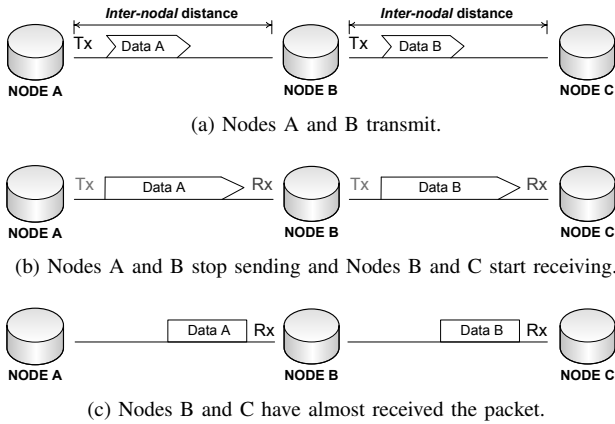 Inter-nodal distance Inter-nodal distance
Tx Data A Tx Data B
NODE A NODE B NODE C
(a) Nodes A and B transmit.
Tx Data A Rx Tx Data B Rx
NODE A NODE B NODE C
(b) Nodes A and B stop sending and Nodes B and C start receiving.
Data A Rx Data B Rx
NODE A NODE B NODE C
(c) Nodes B and C have almost received the packet.